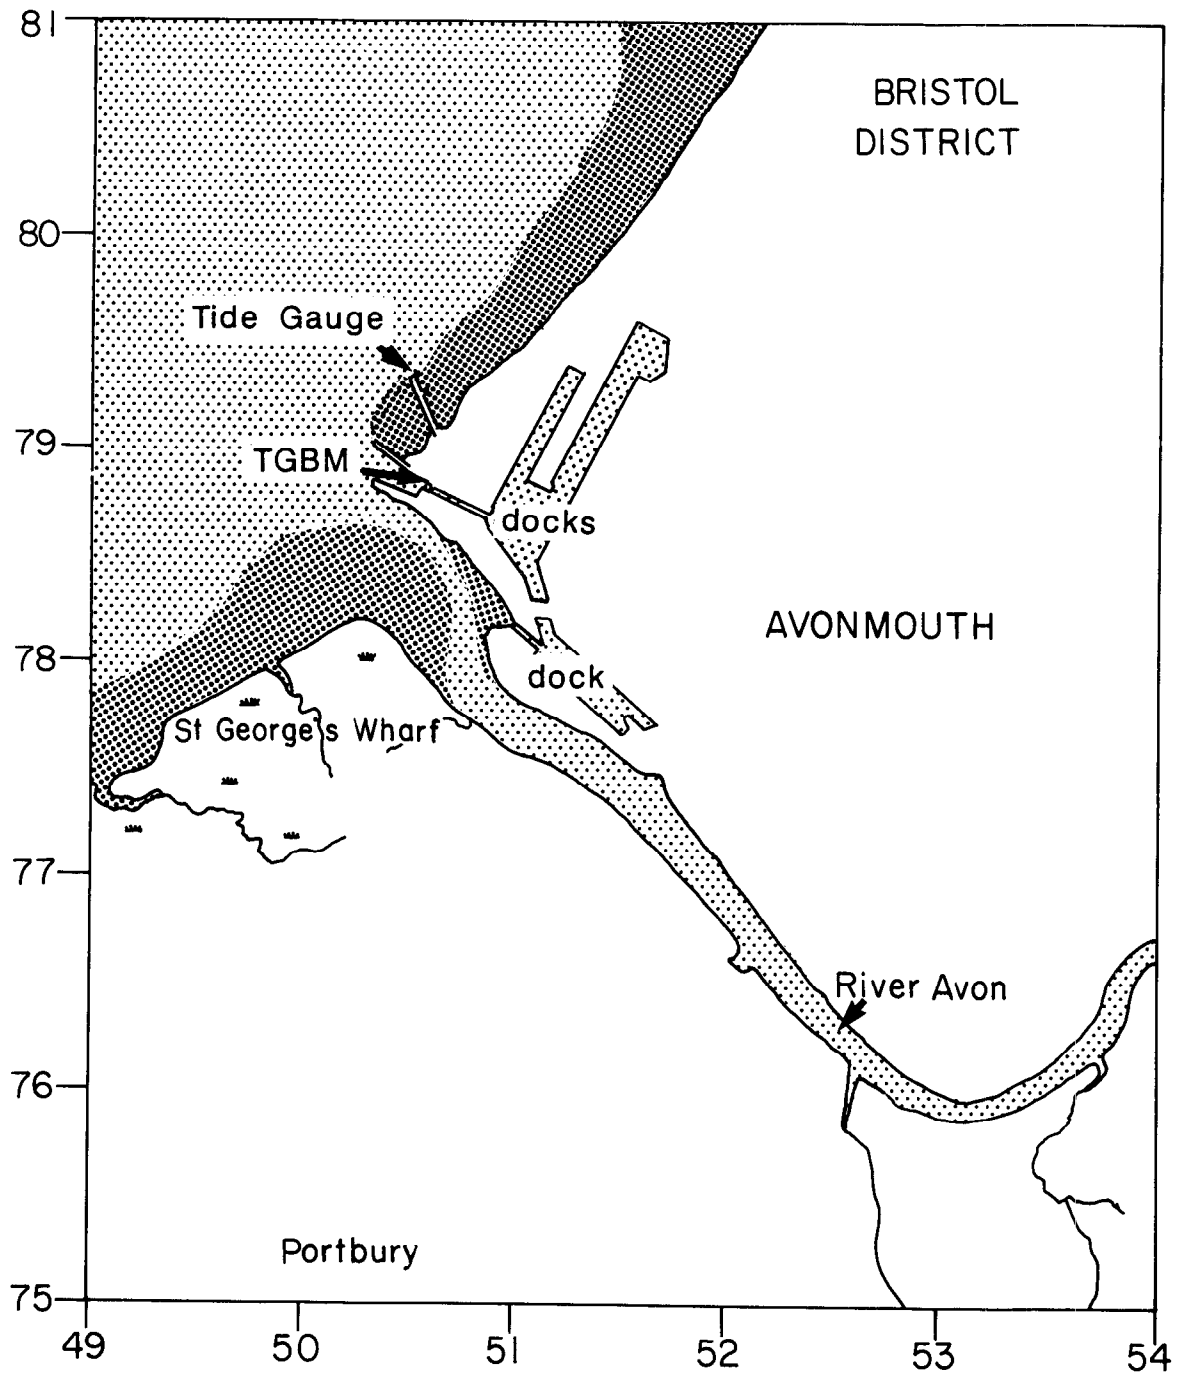 81
BRISTOL
DISTRICT
80
Tide Gauge
79
TGBM
docks
AVONMOUTH
78
dock
St George's Wharf
77
River Avon
76
Portbury
75
49 50 51 52 53 54